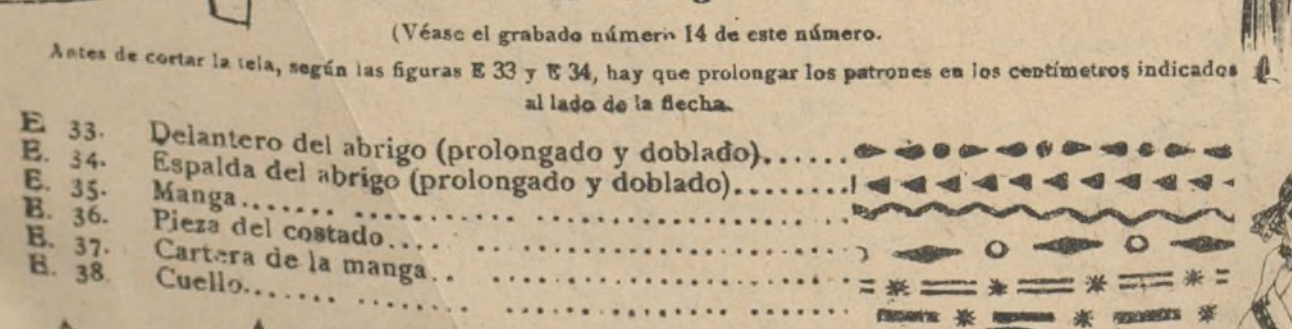 (Véase el grabado número 14 de este número.
Antes de cortar la tela, según las figuras E 33 y E 34, hay que prolongar los patrones en los centímetros indicados
al lado de la flecha.
E 33. Delantero del abrigo (prolongado y doblado)......
E. 34. Espalda del abrigo (prolongado y doblado)........
E. 35. Manga....... ..........................
E. 36. Pieza del costado.... ......................
E. 37. Cartera de la manga.. ......................
E. 38. Cuello....... ..........................